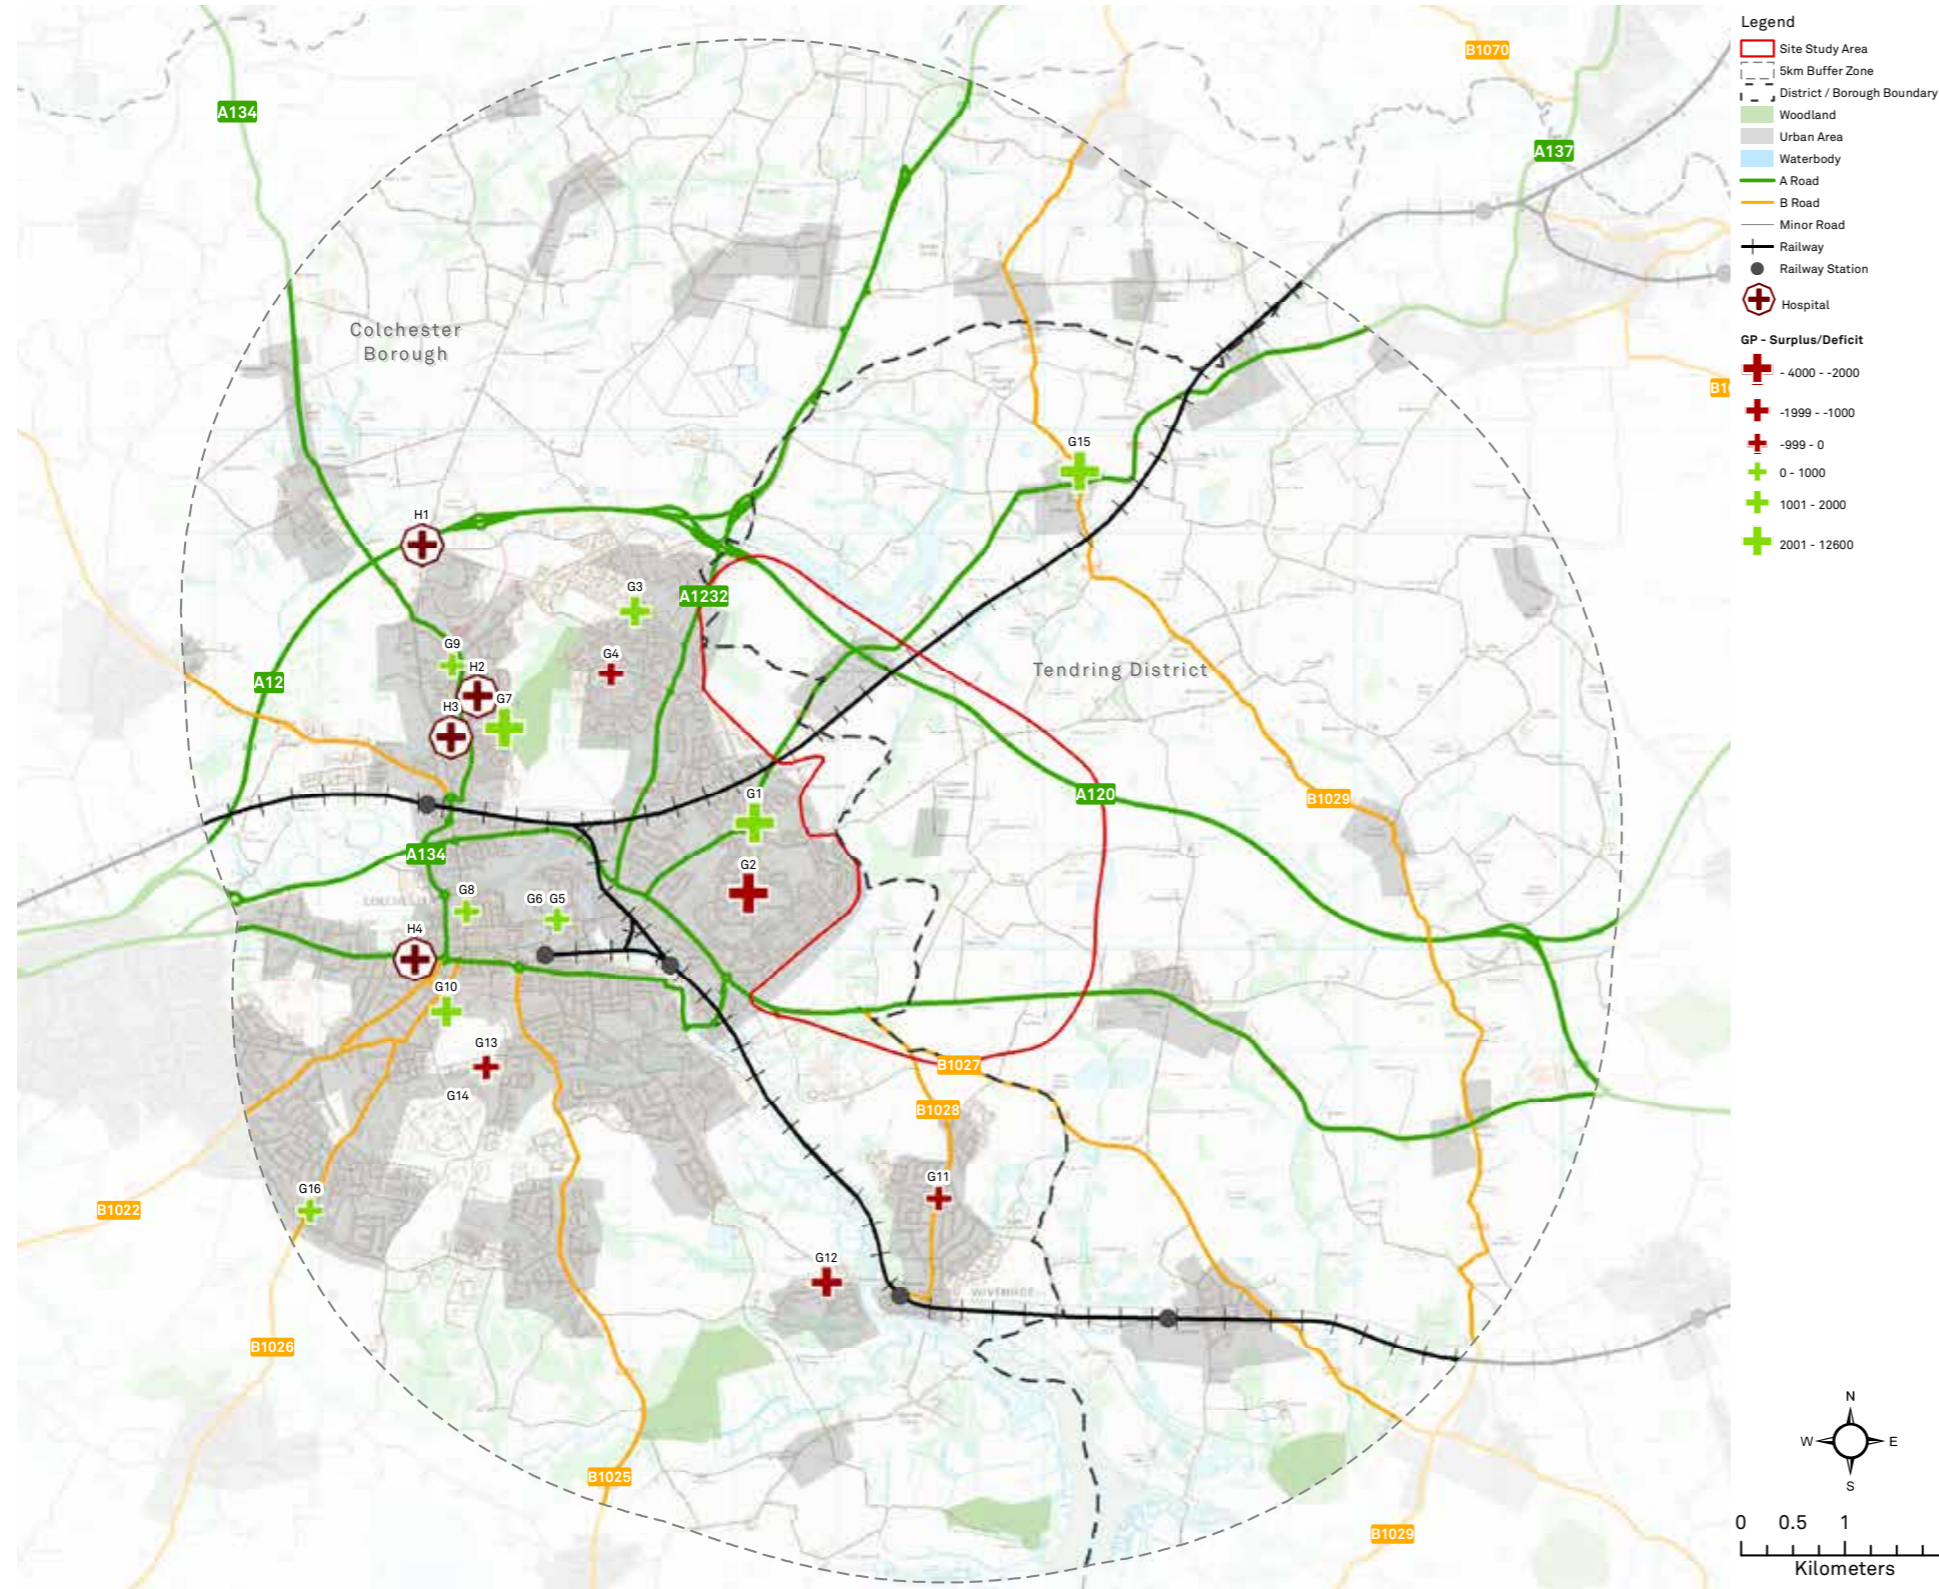 Legend
Site Study Area
5km Buffer Zone
District / Borough Boundary
Woodland
Urban Area
Waterbody
A Road
B Road
Minor Road
Railway
Railway Station
Hospital
GP - Surplus/Deficit
- 4000 - -2000
-1999 - -1000
-999 - 0
0 - 1000
1001 - 2000
2001 - 12600
B1070
A134
A137
Colchester
Borough
G15
H1
G3
A1232
G9
G4
H2
Tendring District
A12
G7
H3
G1
A120
B1029
A134
G2
G8
G6 G5
H4
G10
G13
B1027
G14
B1028
G11
G16
B1022
G12
WIVENHOE
B1026
B1025
B1029
N
W E
S
0 0.5 1
Kilometers